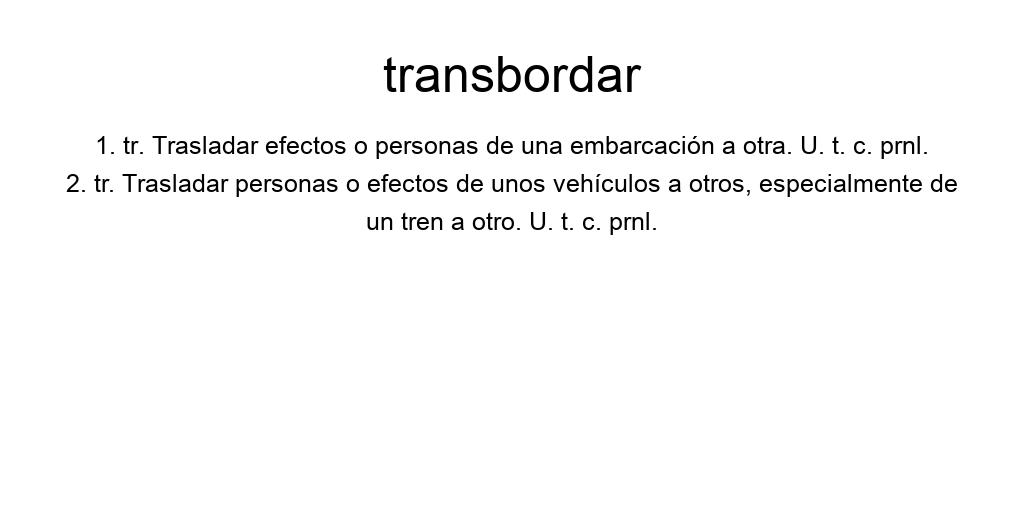 transbordar
1. tr. Trasladar efectos o personas de una embarcación a otra. U. t. c. prnl.
2. tr. Trasladar personas o efectos de unos vehículos a otros, especialmente de
un tren a otro. U. t. c. prnl.